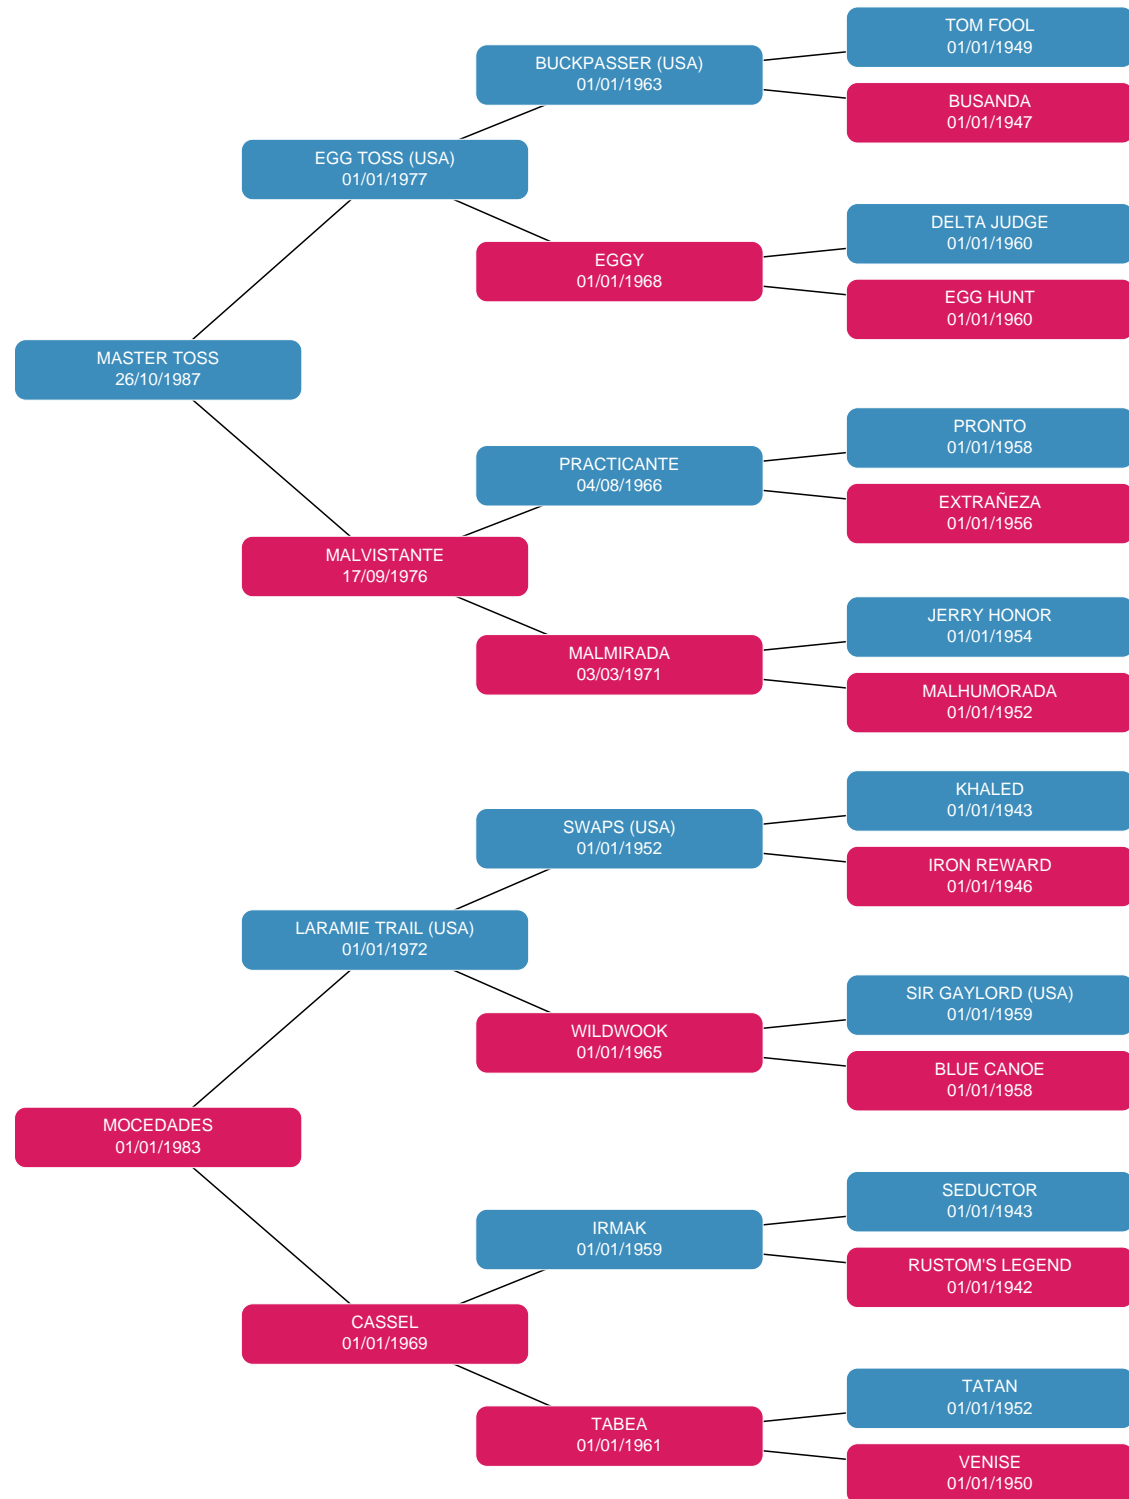 TOM FOOL
01/01/1949
BUCKPASSER (USA)
01/01/1963
BUSANDA
01/01/1947
EGG TOSS (USA)
01/01/1977
DELTA JUDGE
01/01/1960
EGGY
01/01/1968
EGG HUNT
01/01/1960
MASTER TOSS
26/10/1987
PRONTO
01/01/1958
PRACTICANTE
04/08/1966
EXTRAÑEZA
01/01/1956
MALVISTANTE
17/09/1976
JERRY HONOR
01/01/1954
MALMIRADA
03/03/1971
MALHUMORADA
01/01/1952
KHALED
01/01/1943
SWAPS (USA)
01/01/1952
IRON REWARD
01/01/1946
LARAMIE TRAIL (USA)
01/01/1972
SIR GAYLORD (USA)
01/01/1959
WILDWOOK
01/01/1965
BLUE CANOE
01/01/1958
MOCEDADES
01/01/1983
SEDUCTOR
01/01/1943
IRMAK
01/01/1959
RUSTOM'S LEGEND
01/01/1942
CASSEL
01/01/1969
TATAN
01/01/1952
TABEA
01/01/1961
VENISE
01/01/1950